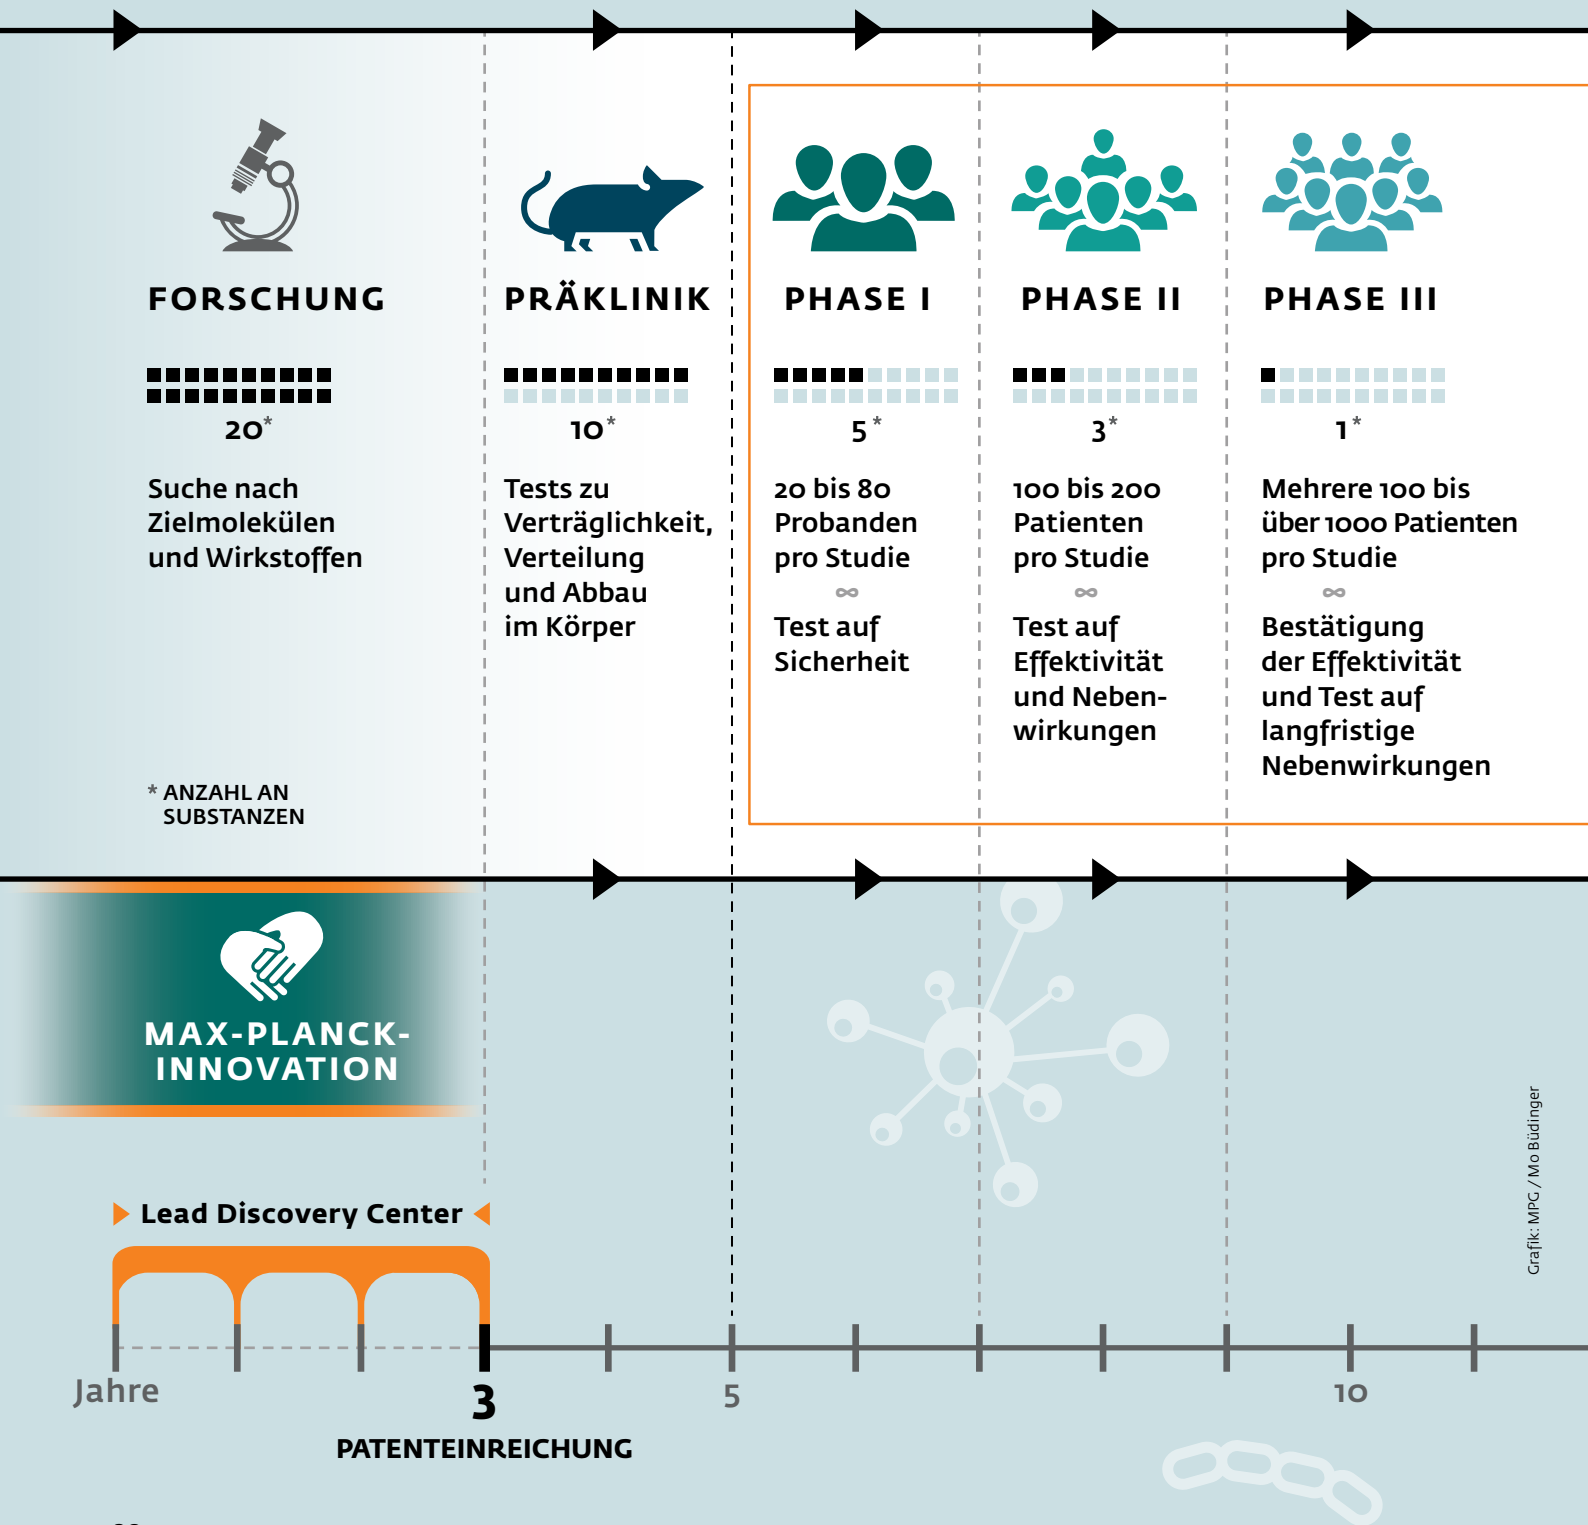 FORSCHUNG
20*
Suche nach
Zielmolekülen
und Wirkstoffen
* ANZAHL AN
SUBSTANZEN
PRÄKLINIK
10*
Tests zu
Verträglichkeit,
Verteilung
und Abbau
im Körper
PHASE I
5*
20 bis 80
Probanden
pro Studie
∞
Test auf
Sicherheit
PHASE II
3*
100 bis 200
Patienten
pro Studie
∞
Test auf
Effektivität
und Neben-
wirkungen
PHASE III
1*
Mehrere 100 bis
über 1000 Patienten
pro Studie
∞
Bestätigung
der Effektivität
und Test auf
langfristige
Nebenwirkungen
MAX-PLANCK-
INNOVATION
Lead Discovery Center
Jahre
3
5
10
PATENTEINREICHUNG
Grafik: MPG / Mo Büdinger